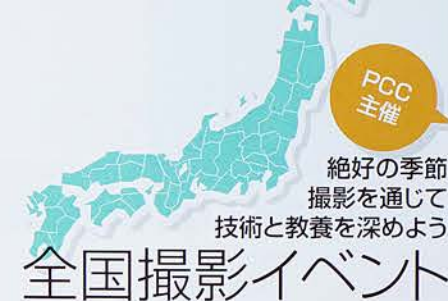 PCC
主催
絶好の季節
撮影を通じて
技術と教養を深めよう
全国撮影イベント